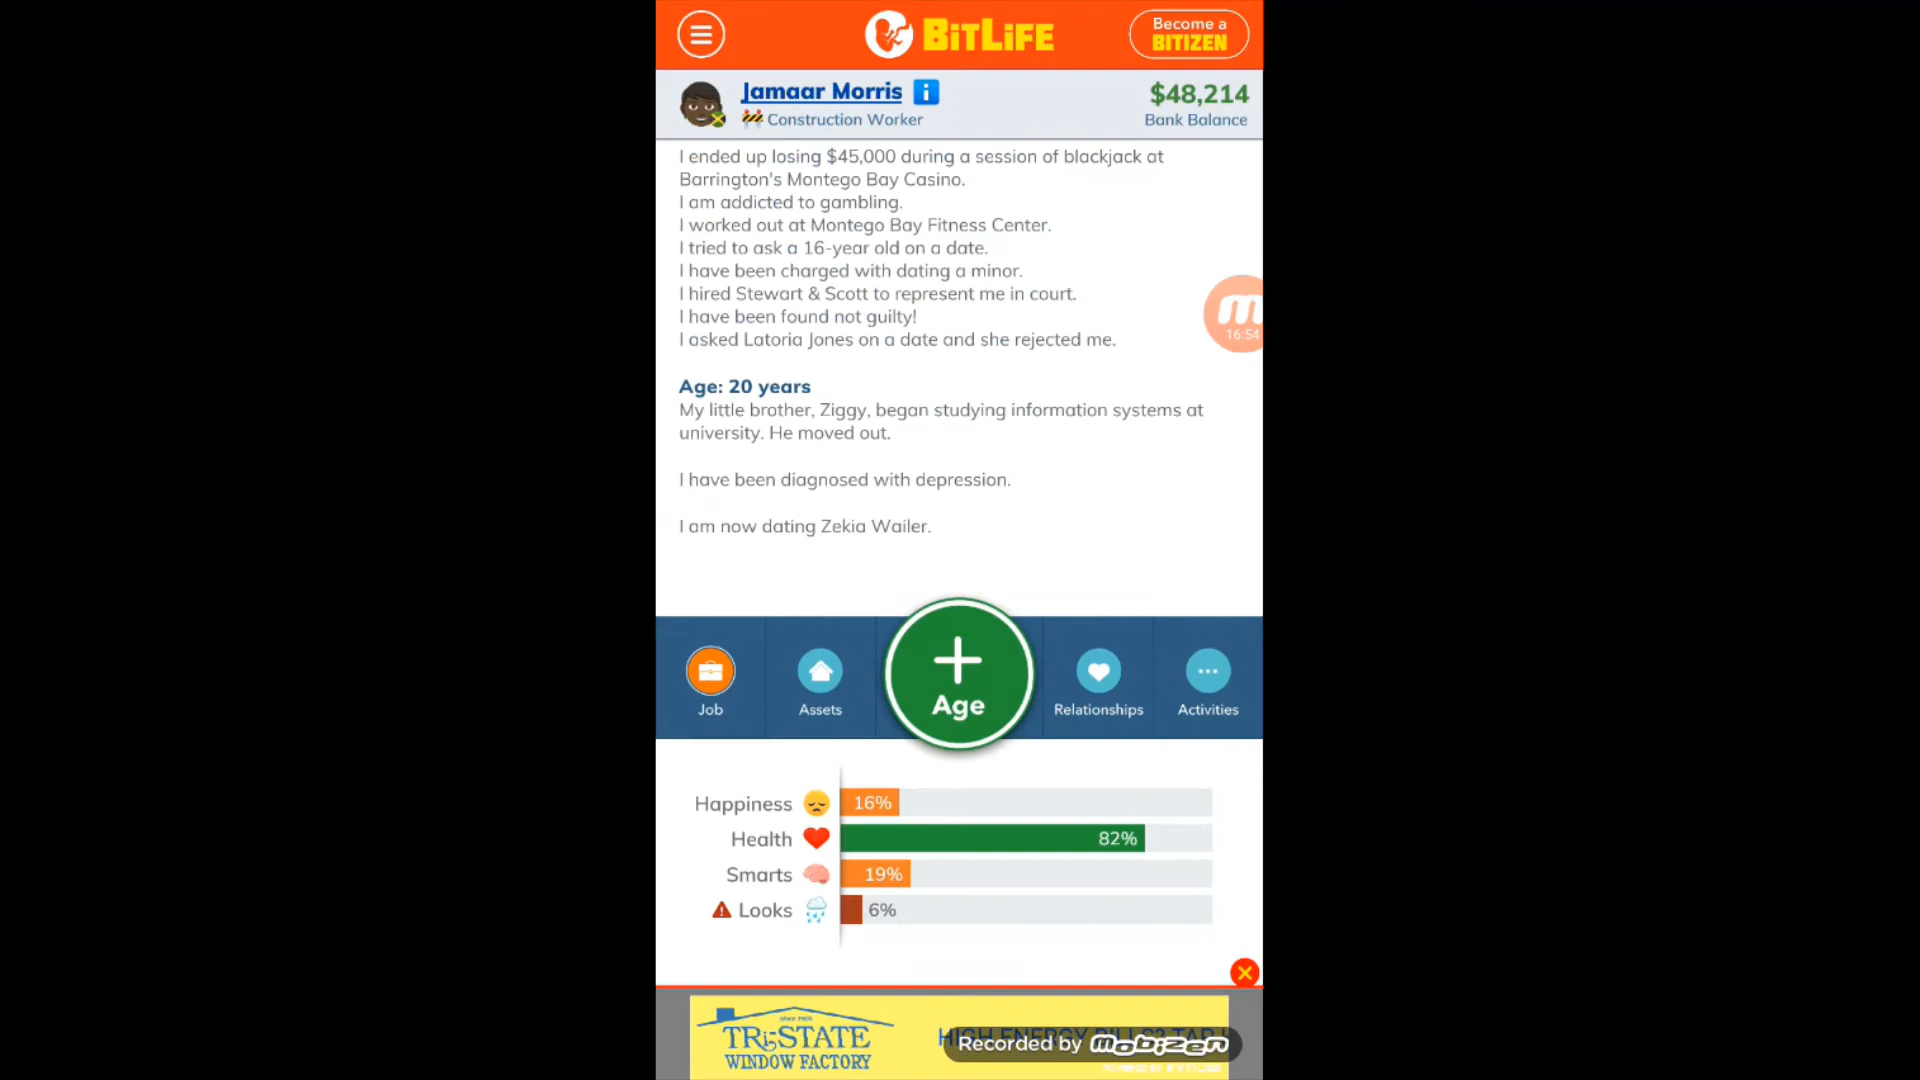 BITLIFE
Become a
BITIZEN
Jamaar Morris
$48,214
Construction Worker
Bank Balance
I ended up losing $45,000 during a session of blackjack at
Barrington's Montego Bay Casino.
I am addicted to gambling.
I worked out at Montego Bay Fitness Center.
I tried to ask a 16-year old on a date.
I have been charged with dating a minor.
I hired Stewart & Scott to represent me in court.
I have been found not guilty!
I asked Latoria Jones on a date and she rejected me.
16:54
Age: 20 years
My little brother, Ziggy, began studying information systems at
university. He moved out.
I have been diagnosed with depression.
I am now dating Zekia Wailer.
Job
Assets
Age
Relationships
Activities
Happiness 16%
Health 82%
Smarts 19%
Looks 6%
TRI-STATE
WINDOW FACTORY
HIGH ENERGY BILLS? TAP
Recorded by Mobizen